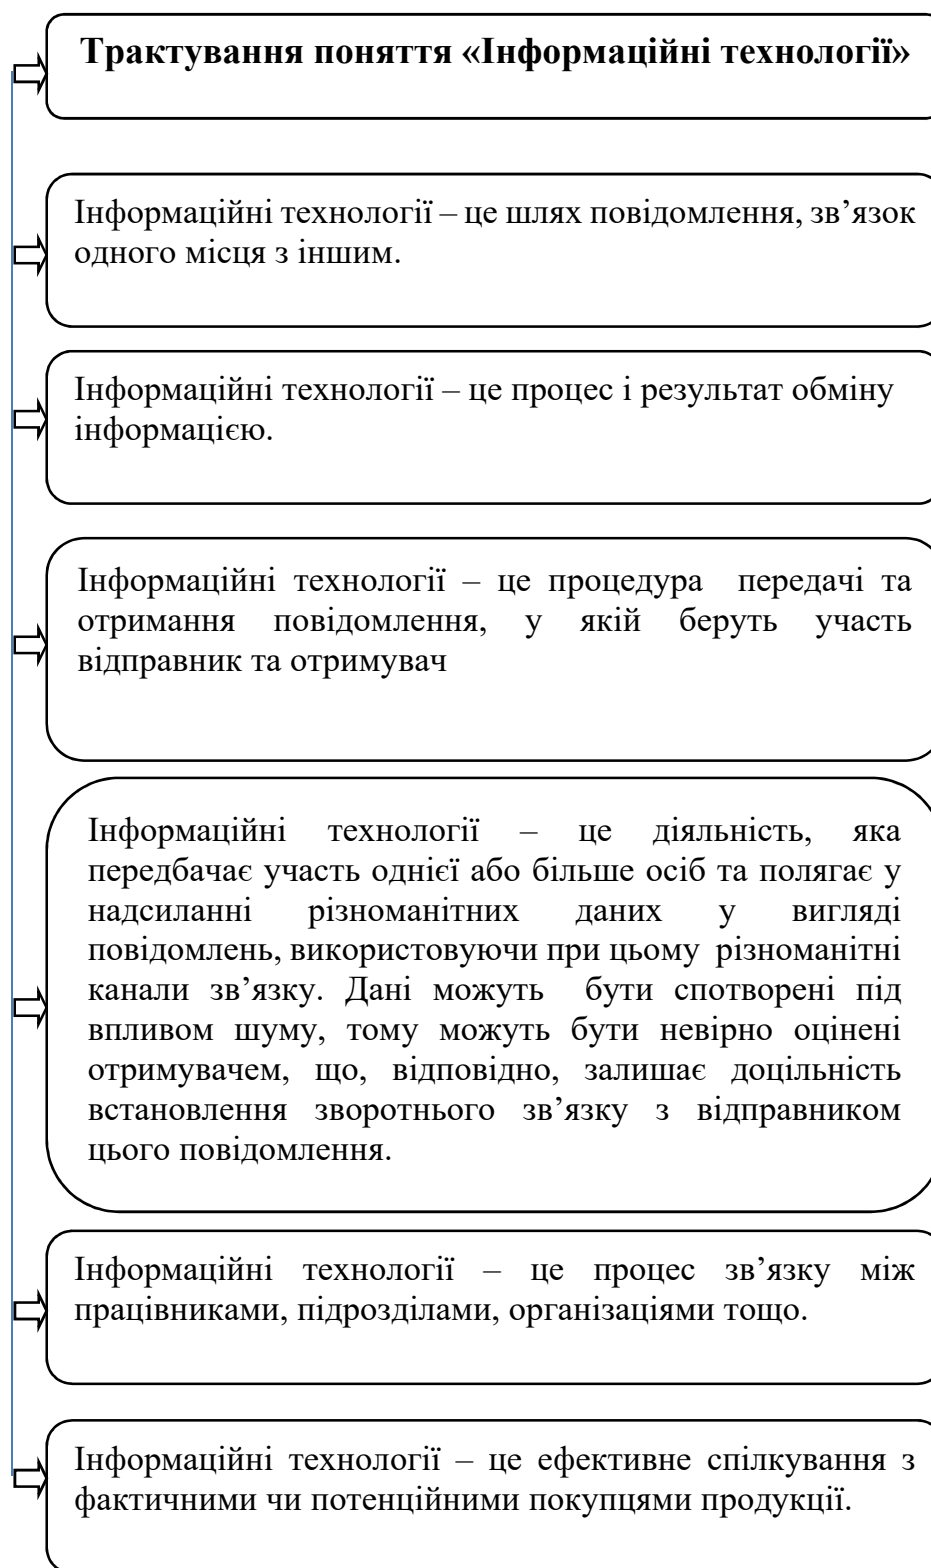 Трактування поняття «Інформаційні технології»
Інформаційні технології – це шлях повідомлення, зв’язок
одного місця з іншим.
Інформаційні технології – це процес і результат обміну
інформацією.
Інформаційні технології – це процедура передачі та
отримання повідомлення, у якій беруть участь
відправник та отримувач
Інформаційні технології – це діяльність, яка
передбачає участь однієї або більше осіб та полягає у
надсиланні різноманітних даних у вигляді
повідомлень, використовуючи при цьому різноманітні
канали зв’язку. Дані можуть бути спотворені під
впливом шуму, тому можуть бути невірно оцінені
отримувачем, що, відповідно, залишає доцільність
встановлення зворотнього зв’язку з відправником
цього повідомлення.
Інформаційні технології – це процес зв’язку між
працівниками, підрозділами, організаціями тощо.
Інформаційні технології – це ефективне спілкування з
фактичними чи потенційними покупцями продукції.